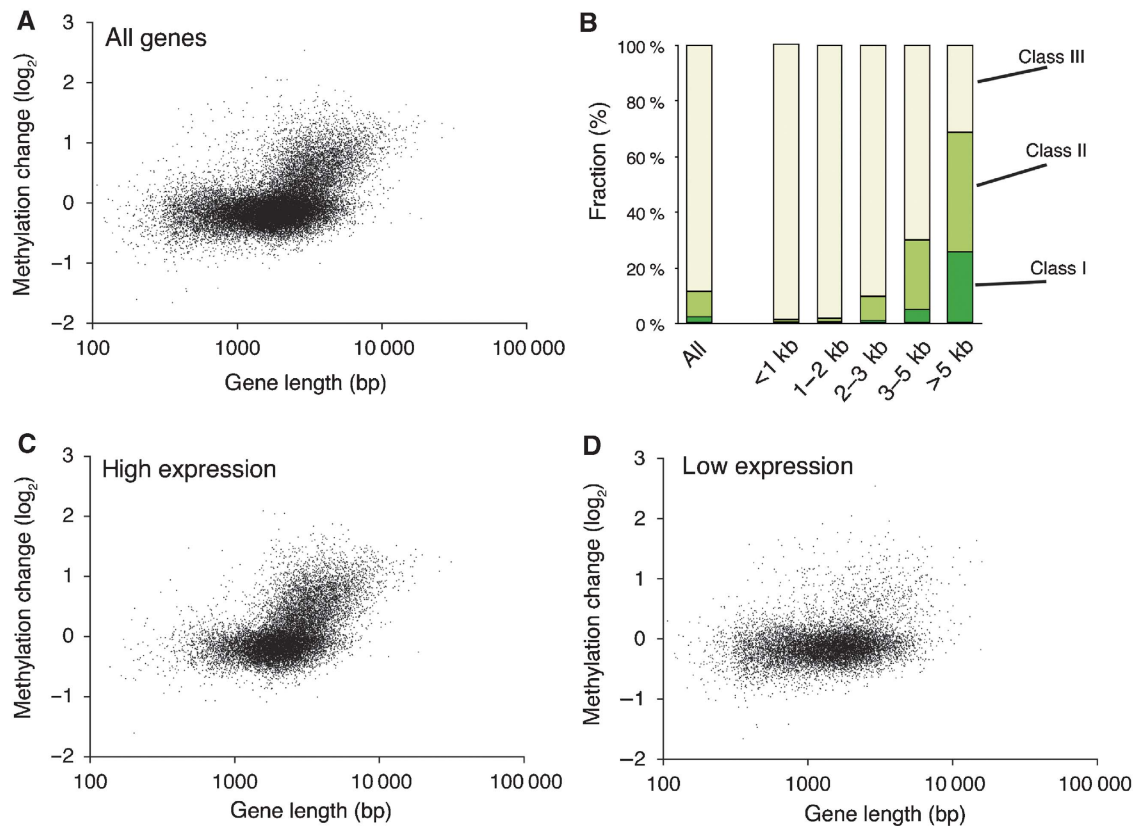 A
All genes
Methylation change (log2)
3
2
1
0
−1
−2
100
1000
10 000
100 000
Gene length (bp)
B
Fraction (%)
100 %
80 %
60 %
40 %
20 %
0 %
All
<1 kb
1–2 kb
2–3 kb
3–5 kb
>5 kb
Class III
Class II
Class I
C
High expression
Methylation change (log2)
3
2
1
0
−1
−2
100
1000
10 000
100 000
Gene length (bp)
D
Low expression
Methylation change (log2)
3
2
1
0
−1
−2
100
1000
10 000
100 000
Gene length (bp)